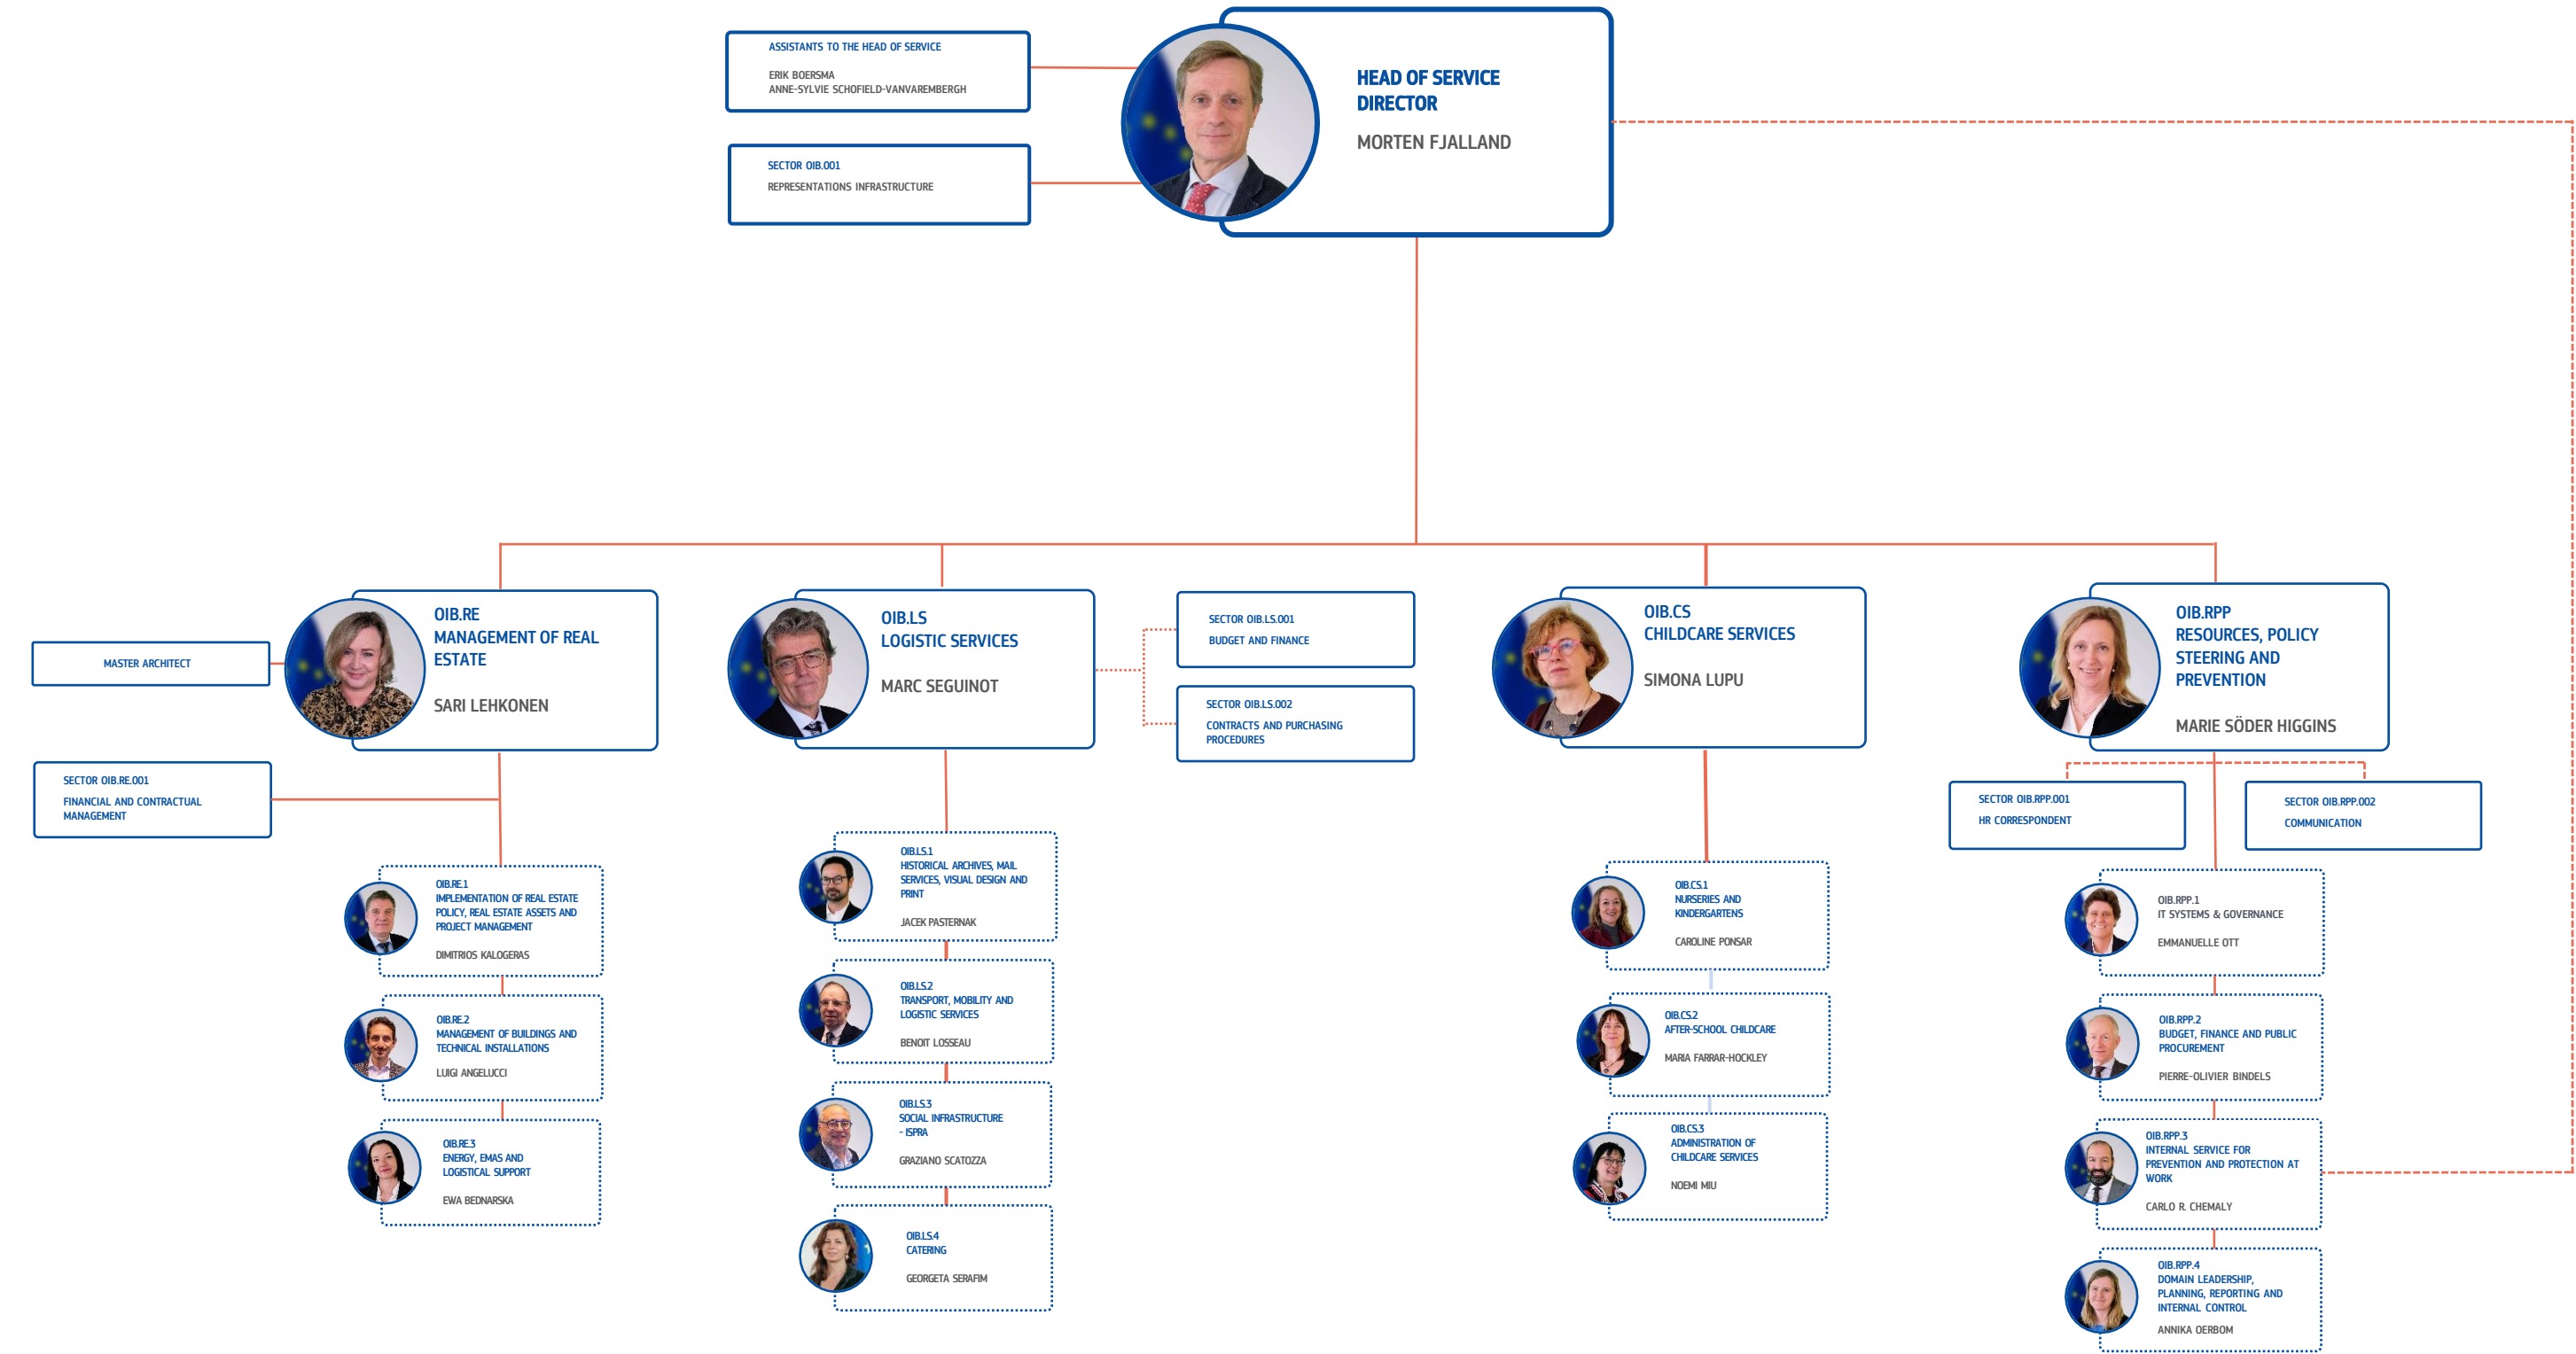 ASSISTANTS TO THE HEAD OF SERVICE
ERIK BOERSMA
ANNE-SYLVIE SCHOFIELD-VANVAREMBERGH
SECTOR OIB.001
REPRESENTATIONS INFRASTRUCTURE
HEAD OF SERVICE
DIRECTOR
MORTEN FJALLAND
MASTER ARCHITECT
OIB.RE
MANAGEMENT OF REAL
ESTATE
SARI LEHKONEN
SECTOR OIB.RE.001
FINANCIAL AND CONTRACTUAL
MANAGEMENT
OIB.RE.1
IMPLEMENTATION OF REAL ESTATE
POLICY, REAL ESTATE ASSETS AND
PROJECT MANAGEMENT
DIMITRIOS KALOGERAS
OIB.RE.2
MANAGEMENT OF BUILDINGS AND
TECHNICAL INSTALLATIONS
LUIGI ANGELUCCI
OIB.RE.3
ENERGY, EMAS AND
LOGISTICAL SUPPORT
EWA BEDNARSKA
OIB.LS
LOGISTIC SERVICES
MARC SEGUINOT
SECTOR OIB.LS.001
BUDGET AND FINANCE
SECTOR OIB.LS.002
CONTRACTS AND PURCHASING
PROCEDURES
OIB.LS.1
HISTORICAL ARCHIVES, MAIL
SERVICES, VISUAL DESIGN AND
PRINT
JACEK PASTERNAK
OIB.LS.2
TRANSPORT, MOBILITY AND
LOGISTIC SERVICES
BENOIT LOSSEAU
OIB.LS.3
SOCIAL INFRASTRUCTURE
- ISPRA
GRAZIANO SCATOZZA
OIB.LS.4
CATERING
GEORGETA SERAFIM
OIB.CS
CHILDCARE SERVICES
SIMONA LUPU
OIB.CS.1
NURSERIES AND
KINDERGARTENS
CAROLINE PONSAR
OIB.CS.2
AFTER-SCHOOL CHILDCARE
MARIA FARRAR-HOCKLEY
OIB.CS.3
ADMINISTRATION OF
CHILDCARE SERVICES
NOEMI MIU
OIB.RPP
RESOURCES, POLICY
STEERING AND
PREVENTION
MARIE SÖDER HIGGINS
SECTOR OIB.RPP.001
HR CORRESPONDENT
SECTOR OIB.RPP.002
COMMUNICATION
OIB.RPP.1
IT SYSTEMS & GOVERNANCE
EMMANUELLE OTT
OIB.RPP.2
BUDGET, FINANCE AND PUBLIC
PROCUREMENT
PIERRE-OLIVIER BINDELS
OIB.RPP.3
INTERNAL SERVICE FOR
PREVENTION AND PROTECTION AT
WORK
CARLO R. CHEMALY
OIB.RPP.4
DOMAIN LEADERSHIP,
PLANNING, REPORTING AND
INTERNAL CONTROL
ANNIKA OERBOM